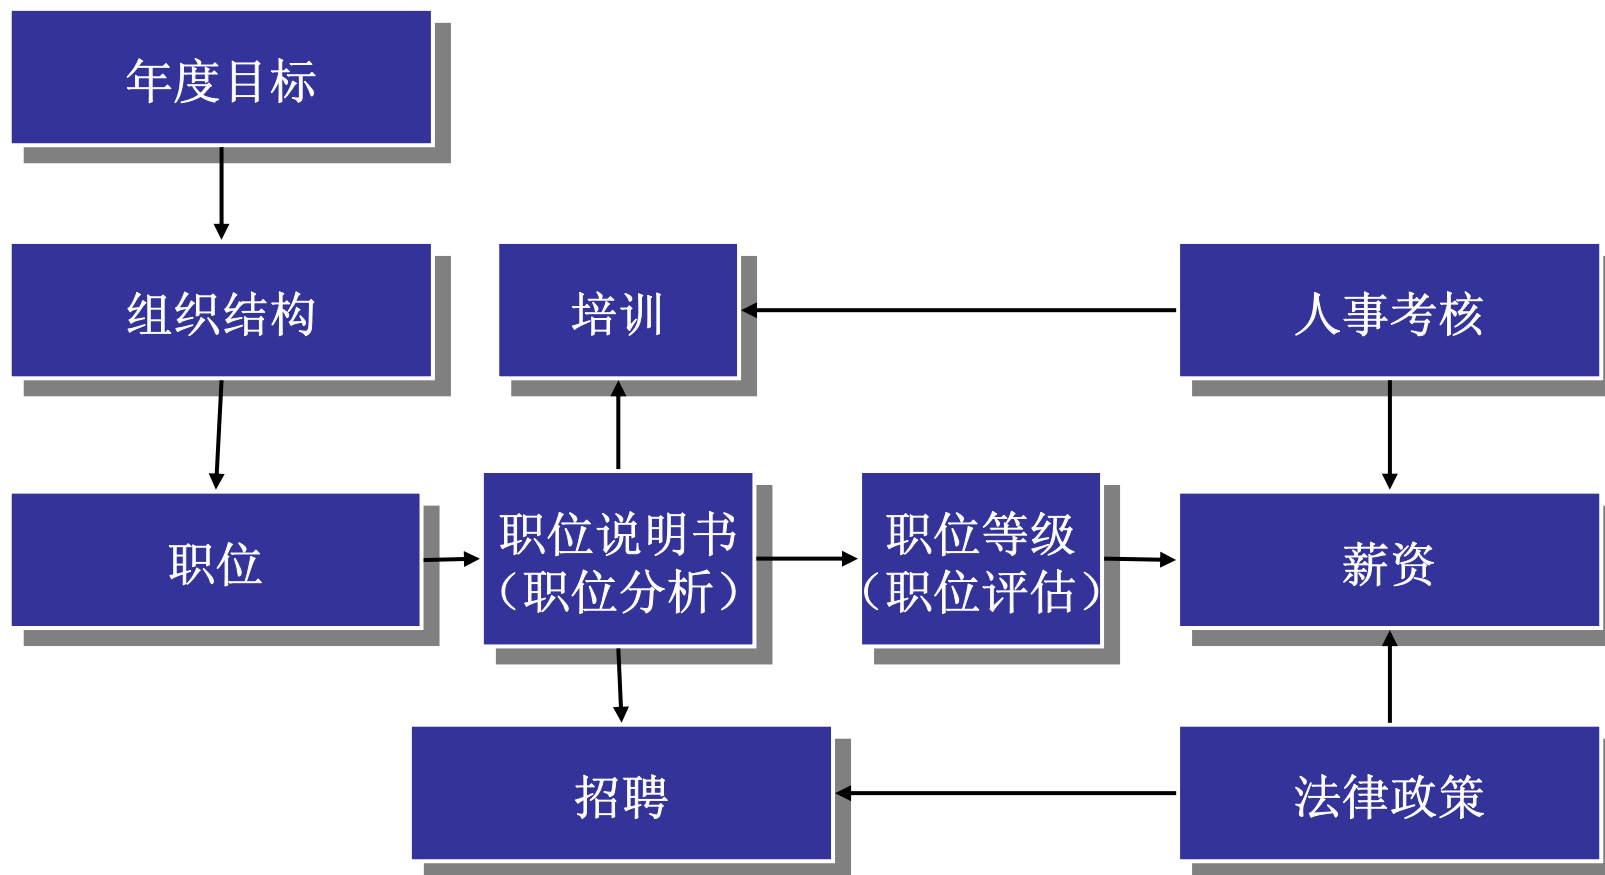 年度目标
组织结构
培训
人事考核
职位
职位说明书
（职位分析）
职位等级
（职位评估）
薪资
招聘
法律政策